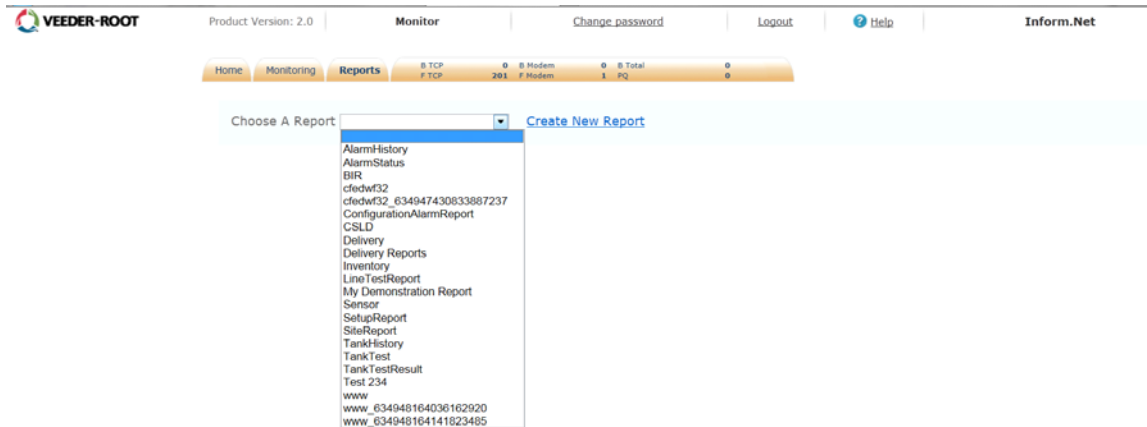 VEEDER-ROOT Product Version: 2.0 Monitor Change password Logout Help Inform.Net
Home Monitoring Reports
B TCP 0 B Modem 0 B Total 0
F TCP 201 F Modem 1 PQ 0
Choose A Report Create New Report
AlarmHistory
AlarmStatus
BIR
cfedwf32
cfedwf32_634947430833887237
ConfigurationAlarmReport
CSLD
Delivery
Delivery Reports
Inventory
LineTestReport
My Demonstration Report
Sensor
SetupReport
SiteReport
TankHistory
TankTest
TankTestResult
Test 234
www
www_634948164036162920
www_634948164141823485